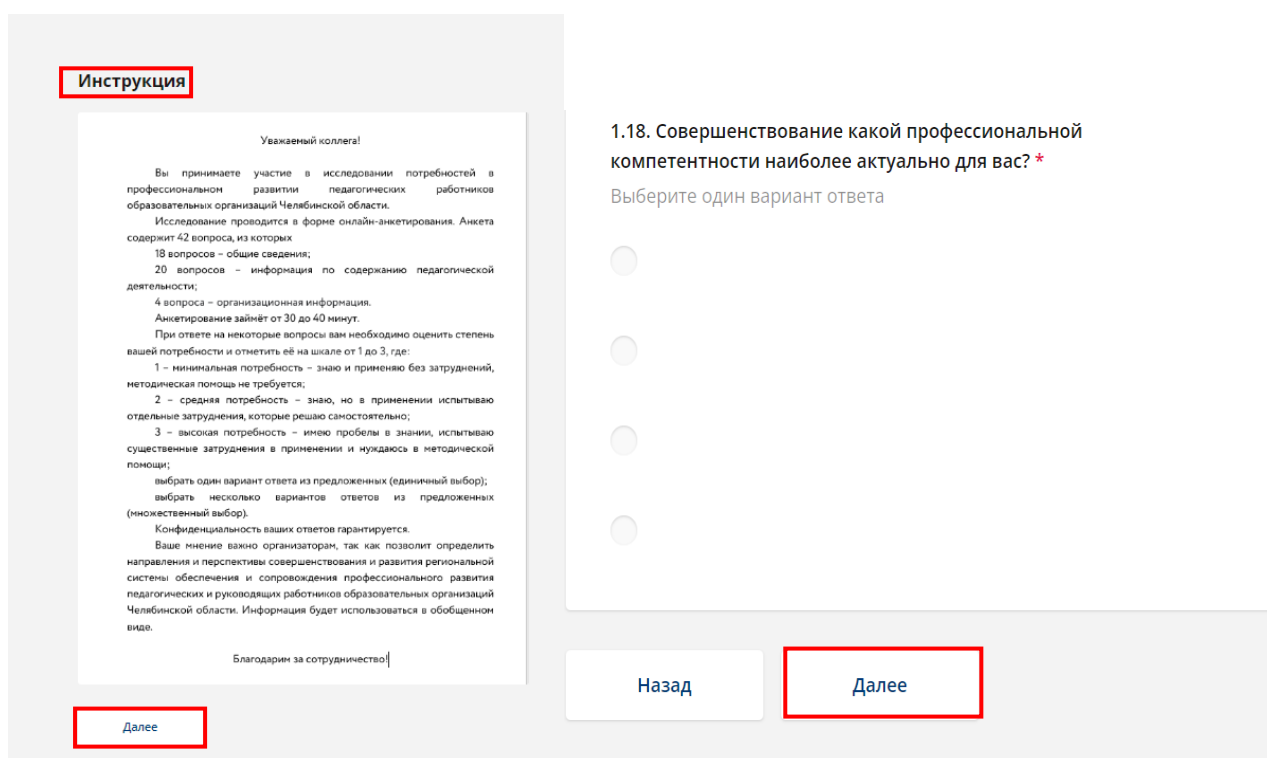 Инструкция
Уважаемый коллега!
Вы принимаете участие в исследовании потребностей в
профессиональном развитии педагогических работников
образовательных организаций Челябинской области.
Исследование проводится в форме онлайн-анкетирования. Анкета
содержит 42 вопроса, из которых
18 вопросов – общие сведения;
20 вопросов – информация по содержанию педагогической
деятельности;
4 вопроса – организационная информация.
Анкетирование займёт от 30 до 40 минут.
При ответе на некоторые вопросы вам необходимо оценить степень
вашей потребности и отметить её на шкале от 1 до 3, где:
1 – минимальная потребность – знаю и применяю без затруднений,
методическая помощь не требуется;
2 – средняя потребность – знаю, но в применении испытываю
отдельные затруднения, которые решаю самостоятельно;
3 – высокая потребность – имею пробелы в знании, испытываю
существенные затруднения в применении и нуждаюсь в методической
помощи;
выбрать один вариант ответа из предложенных (единичный выбор);
выбрать несколько вариантов ответов из предложенных
(множественный выбор).
Конфиденциальность ваших ответов гарантируется.
Ваше мнение важно организаторам, так как позволит определить
направления и перспективы совершенствования и развития региональной
системы обеспечения и сопровождения профессионального развития
педагогических и руководящих работников образовательных организаций
Челябинской области. Информация будет использоваться в обобщенном
виде.
Благодарим за сотрудничество!
Далее
1.18. Совершенствование какой профессиональной
компетентности наиболее актуально для вас? *
Выберите один вариант ответа
Назад
Далее